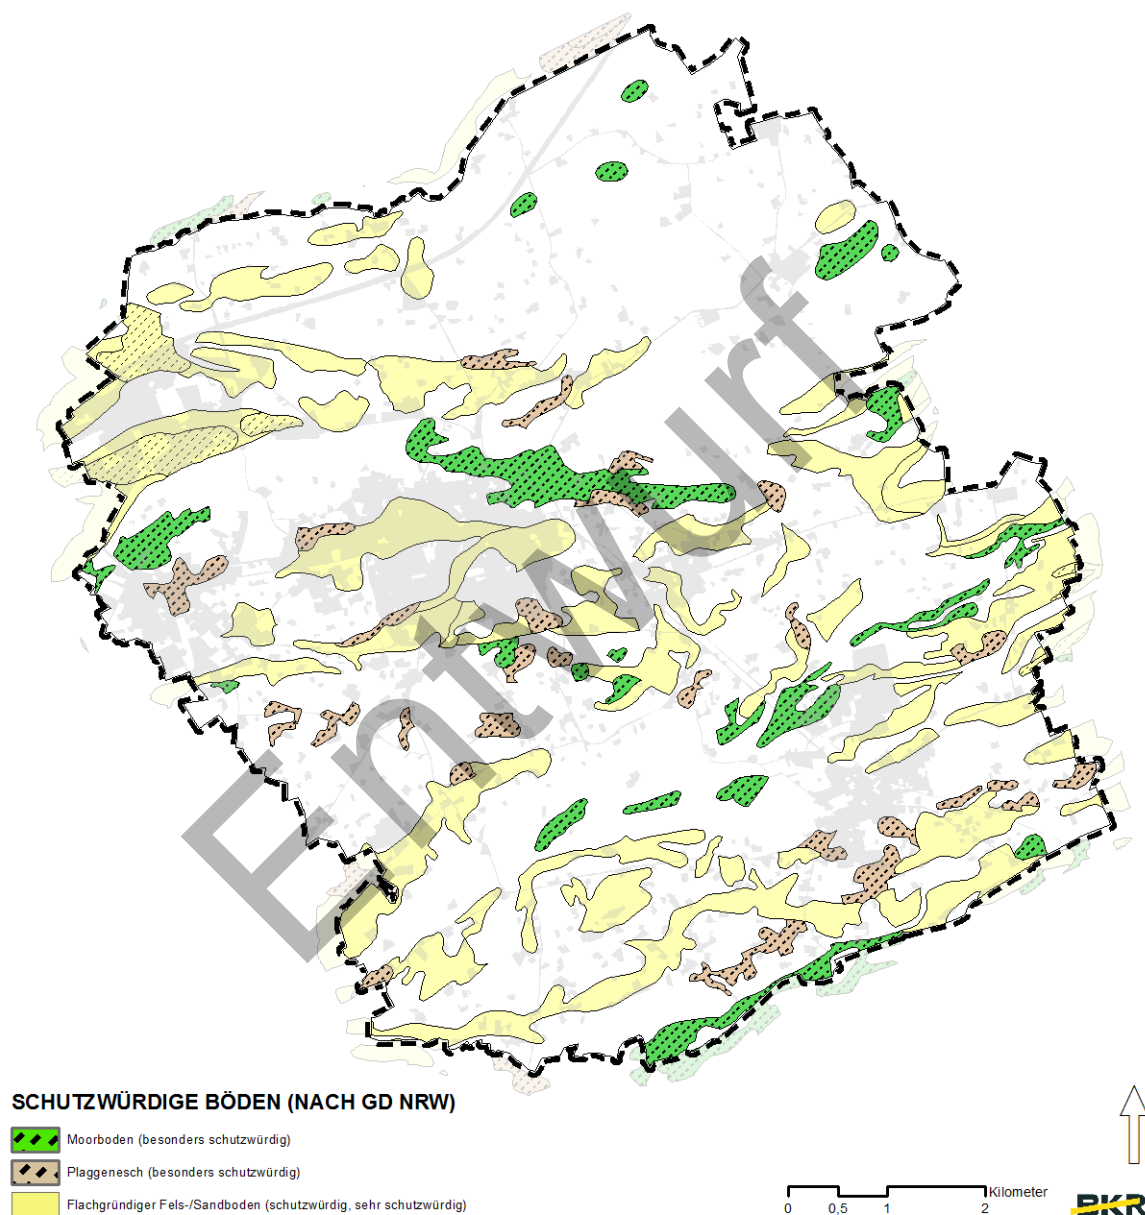 Entwurf
SCHUTZWÜRDIGE BÖDEN (NACH GD NRW)
Moorboden (besonders schutzwürdig)
Plaggenesch (besonders schutzwürdig)
Flachgründiger Fels-/Sandboden (schutzwürdig, sehr schutzwürdig)
Kilometer
0 0,5 1 2
BKR